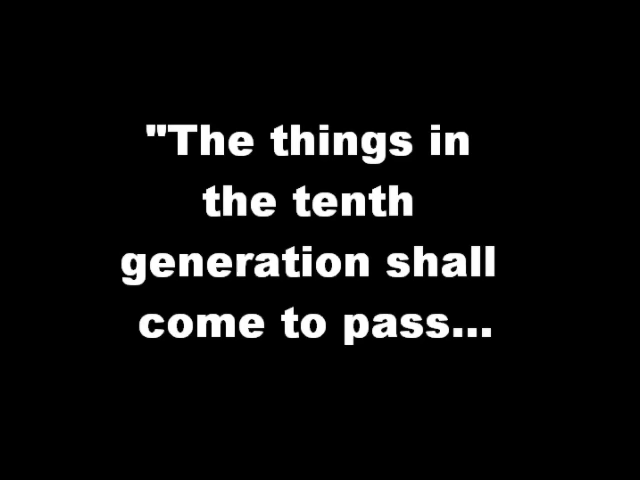 "The things in
the tenth
generation shall
come to pass...